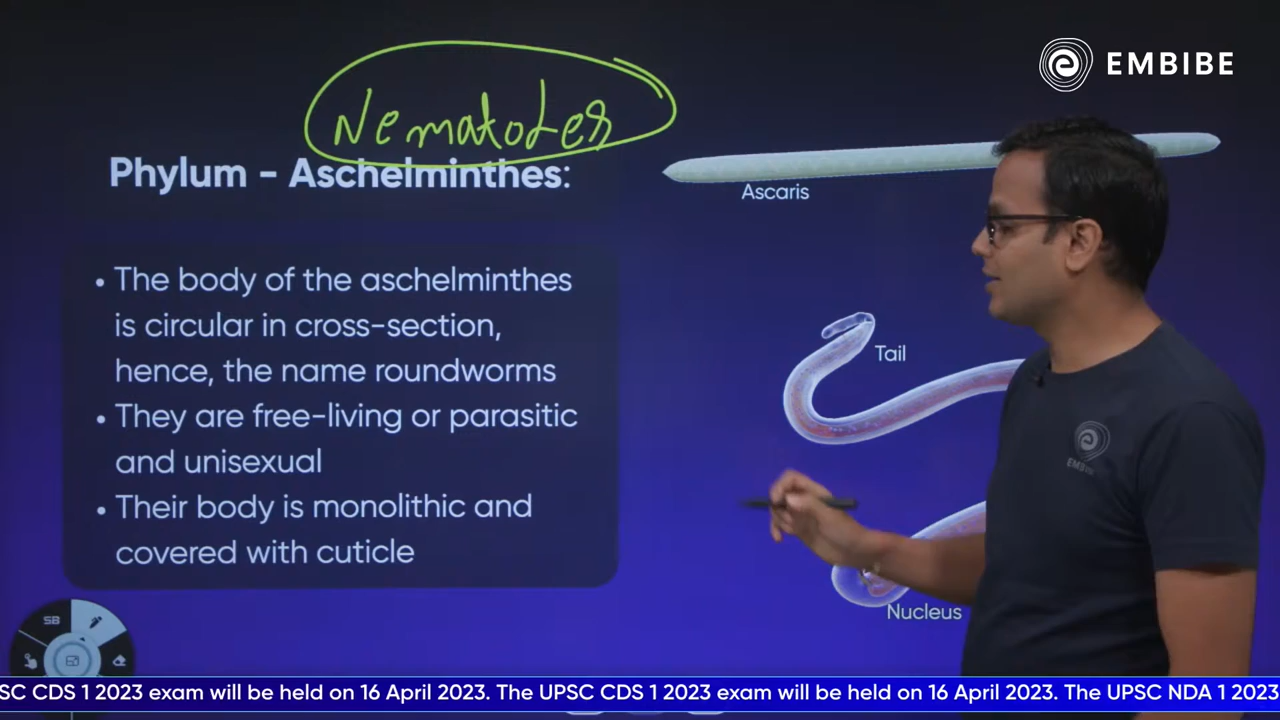 EMBIBE
Nematodes
Phylum - Aschelminthes:
Ascaris
• The body of the aschelminthes
is circular in cross-section,
hence, the name roundworms
• They are free-living or parasitic
and unisexual
• Their body is monolithic and
covered with cuticle
Tail
EMBIBE
Nucleus
SB
SC CDS 1 2023 exam will be held on 16 April 2023. The UPSC CDS 1 2023 exam will be held on 16 April 2023. The UPSC NDA 1 2023